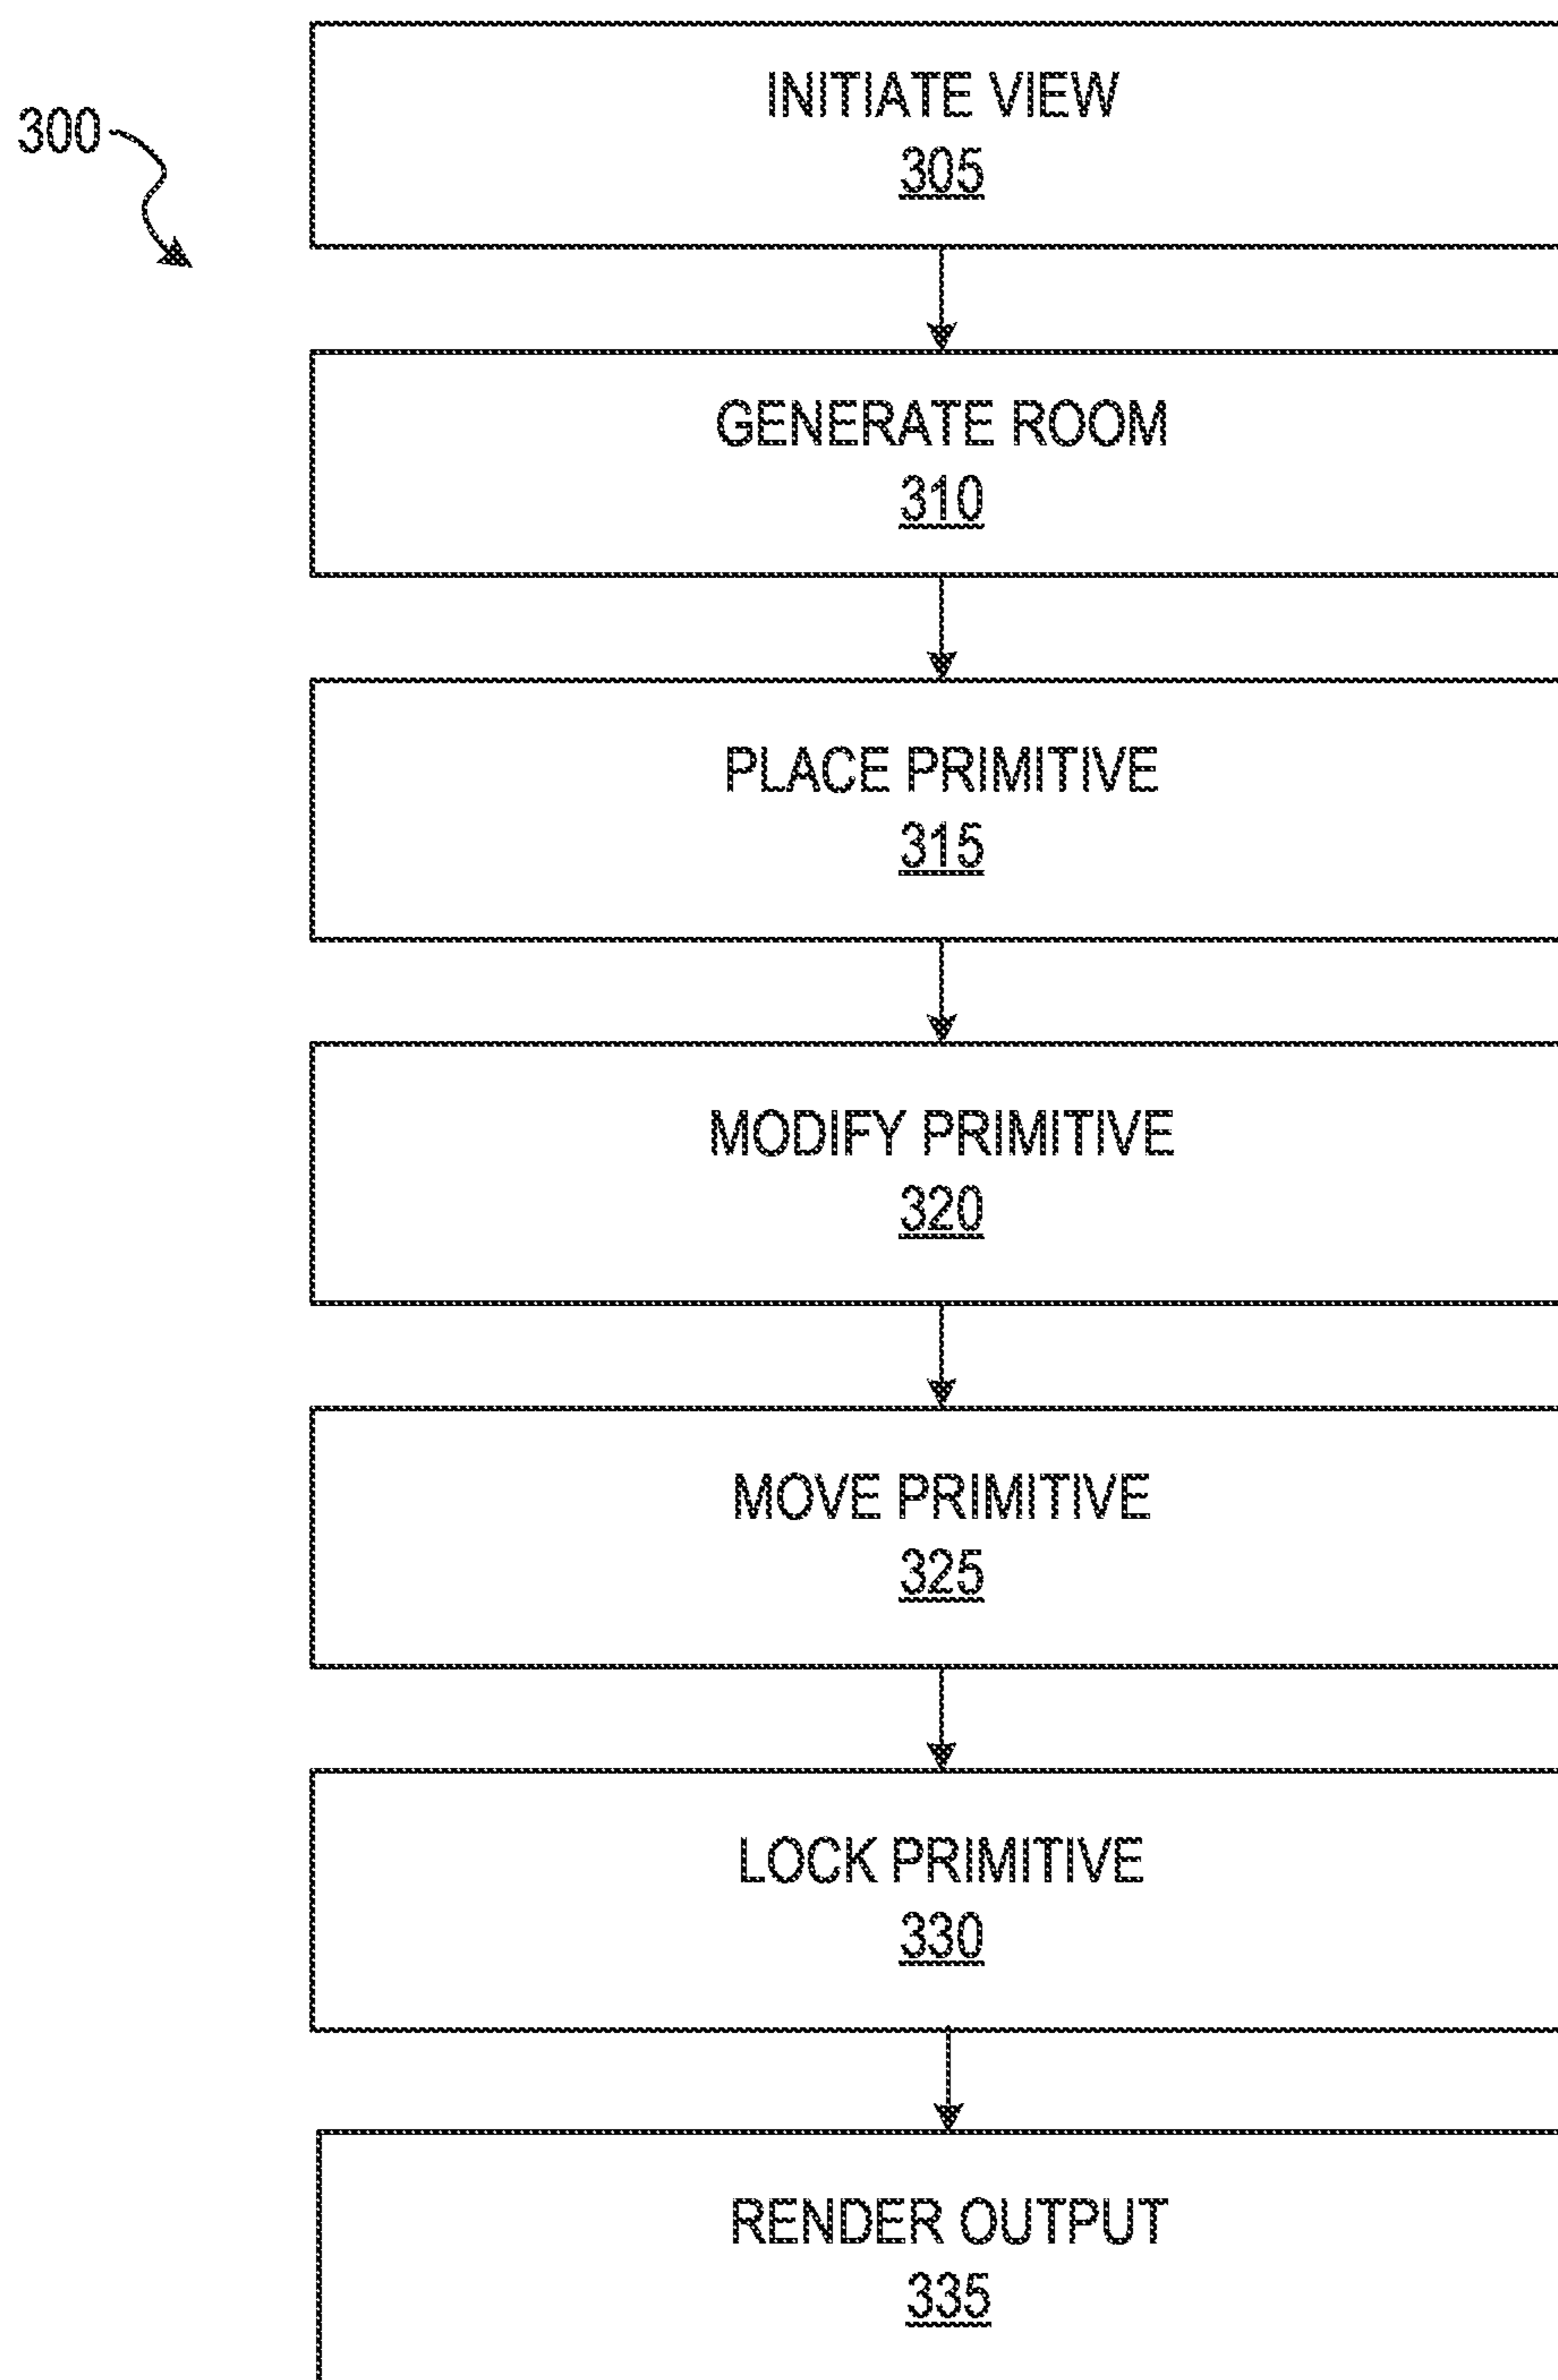 300
INITIATE VIEW
305
GENERATE ROOM
310
PLACE PRIMITIVE
315
MODIFY PRIMITIVE
320
MOVE PRIMITIVE
325
LOCK PRIMITIVE
330
RENDER OUTPUT
335